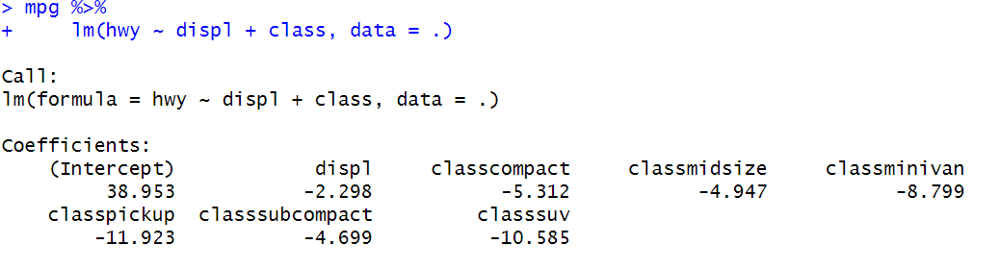 > mpg %>%
+     lm(hwy ~ displ + class, data = .)
Call:
lm(formula = hwy ~ displ + class, data = .)
Coefficients:
(Intercept) displ classcompact classmidsize classminivan
38.953 -2.298 -5.312 -4.947 -8.799
classpickup classsubcompact classsuv
-11.923 -4.699 -10.585